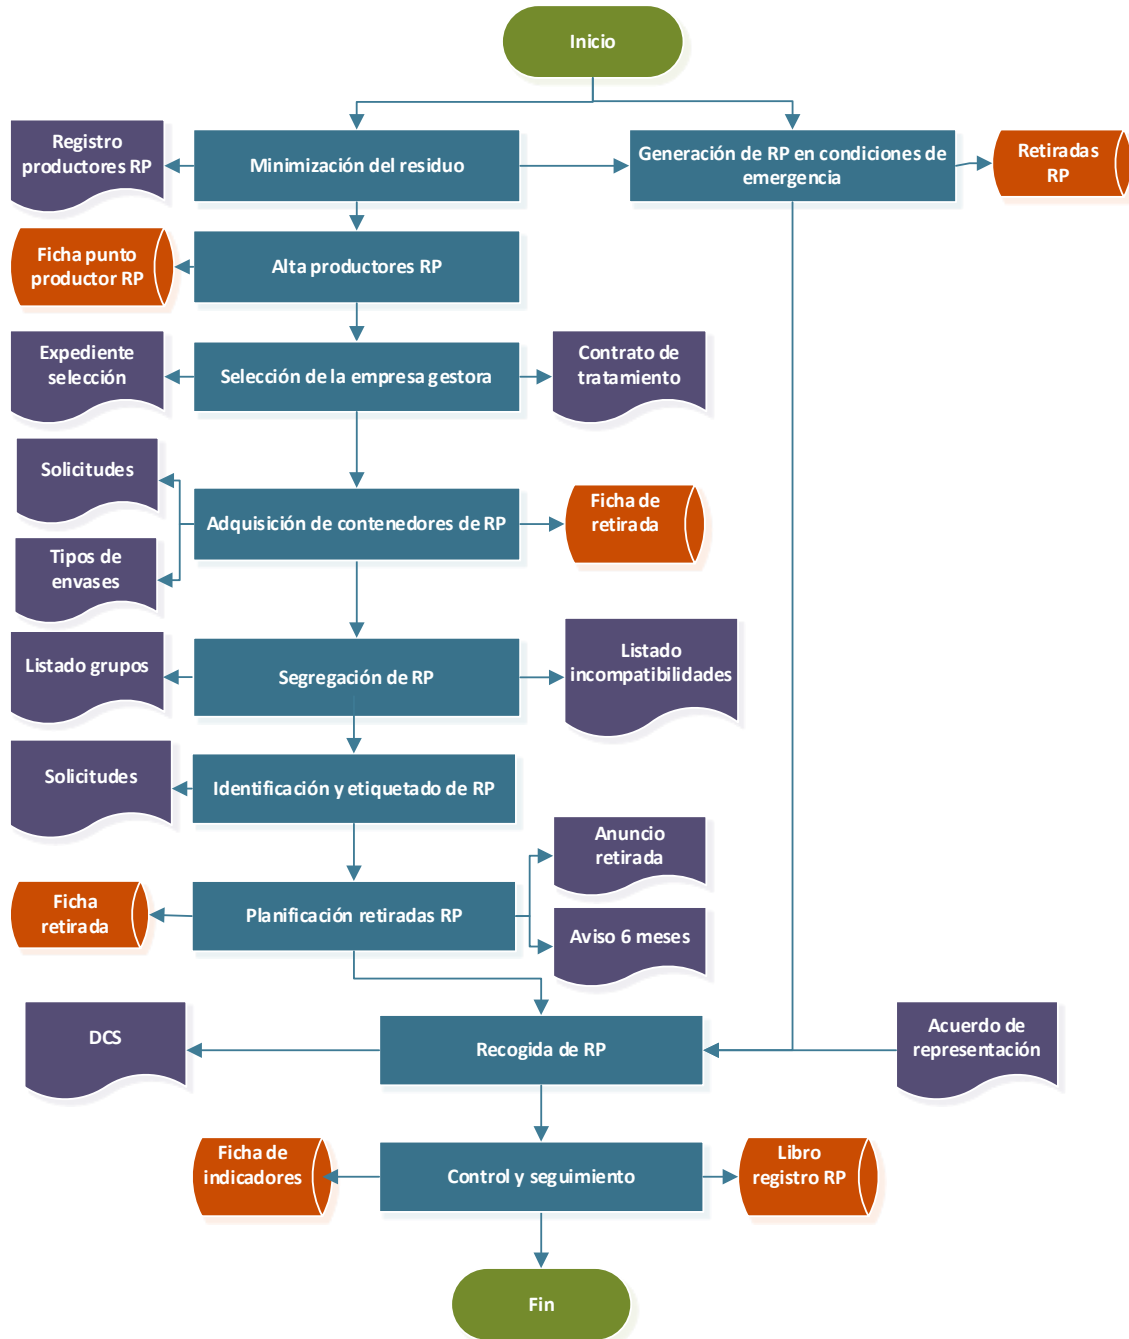 Inicio
Registro
productores RP
Minimización del residuo
Generación de RP en condiciones de
emergencia
Retiradas
RP
Ficha punto
productor RP
Alta productores RP
Expediente
selección
Selección de la empresa gestora
Contrato de
tratamiento
Solicitudes
Tipos de
envases
Adquisición de contenedores de RP
Ficha de
retirada
Listado grupos
Segregación de RP
Listado
incompatibilidades
Solicitudes
Identificación y etiquetado de RP
Anuncio
retirada
Ficha
retirada
Planificación retiradas RP
Aviso 6 meses
DCS
Recogida de RP
Acuerdo de
representación
Ficha de
indicadores
Control y seguimiento
Libro
registro RP
Fin